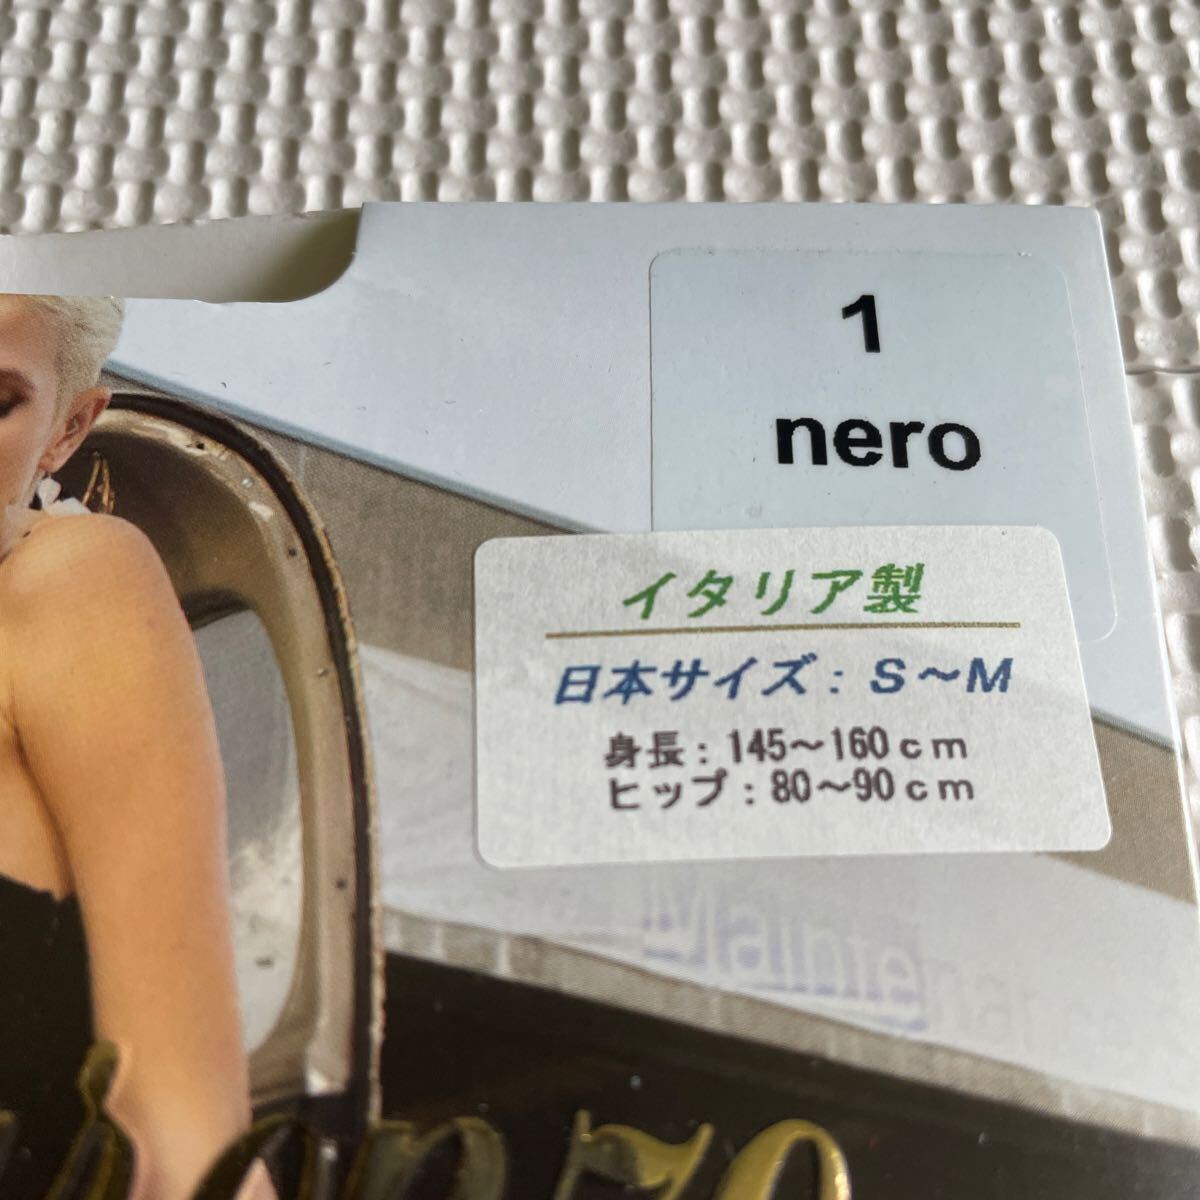 1
nero
イタリア製
日本サイズ：S～M
身長：145～160cm
ヒップ：80～90cm
70